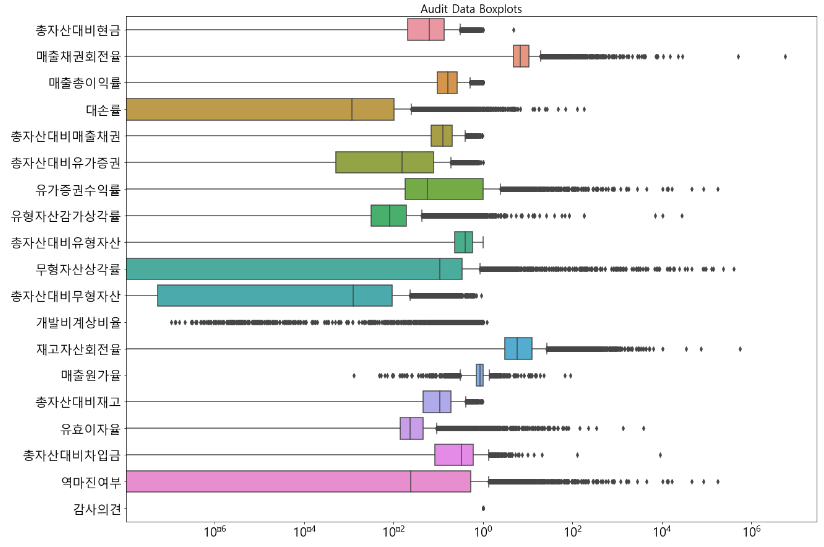 Audit Data Boxplots
총자산대비현금
매출채권회전율
매출총이익률
대손률
총자산대비매출채권
총자산대비유가증권
유가증권수익률
유형자산감가상각률
총자산대비유형자산
무형자산상각률
총자산대비무형자산
개발비계상비율
재고자산회전율
매출원가율
총자산대비재고
유효이자율
총자산대비차입금
역마진여부
감사의견
10¤6 10¤4 10¤2 10⁰ 10² 10⁴ 10⁶